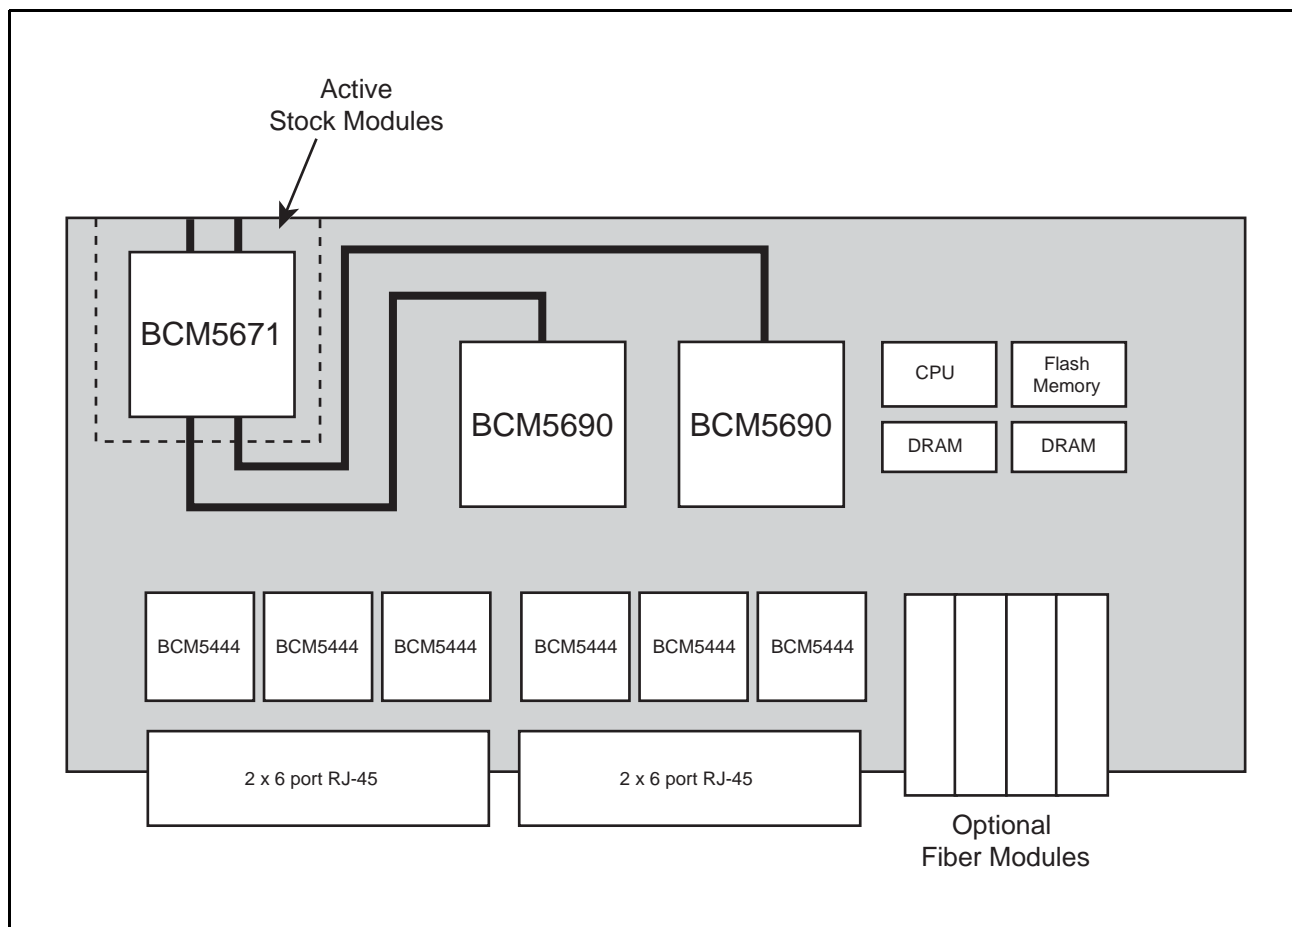 Active
Stock Modules
BCM5671
BCM5690
BCM5690
CPU
Flash
Memory
DRAM
DRAM
BCM5444
BCM5444
BCM5444
BCM5444
BCM5444
BCM5444
2 x 6 port RJ-45
2 x 6 port RJ-45
Optional
Fiber Modules